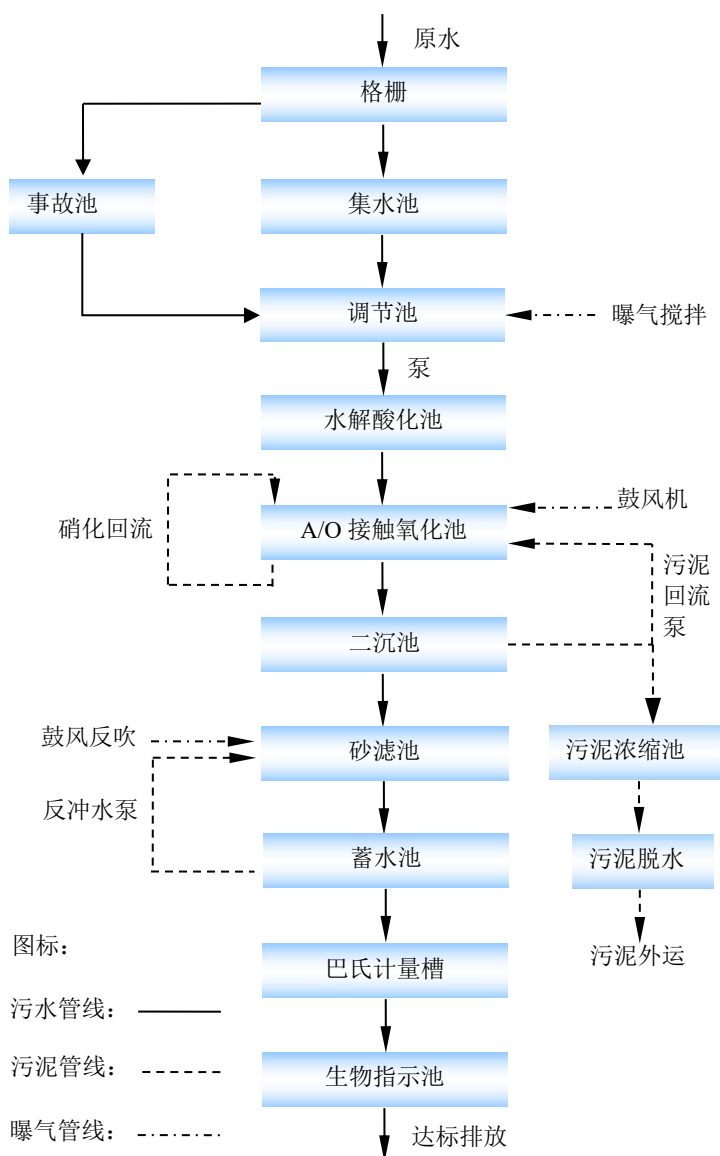 原水
格栅
事故池
集水池
调节池
曝气搅拌
泵
水解酸化池
鼓风机
硝化回流
A/O 接触氧化池
污泥
回流
泵
二沉池
鼓风反吹
砂滤池
污泥浓缩池
反冲水泵
蓄水池
污泥脱水
图标：
巴氏计量槽
污泥外运
污水管线：
污泥管线：
生物指示池
曝气管线：
达标排放